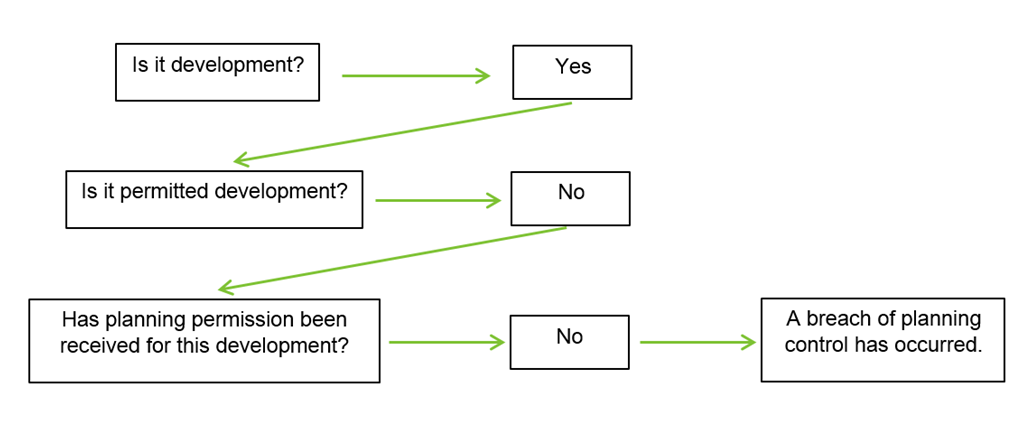 Is it development?
Yes
Is it permitted development?
No
Has planning permission been
received for this development?
No
A breach of planning
control has occurred.